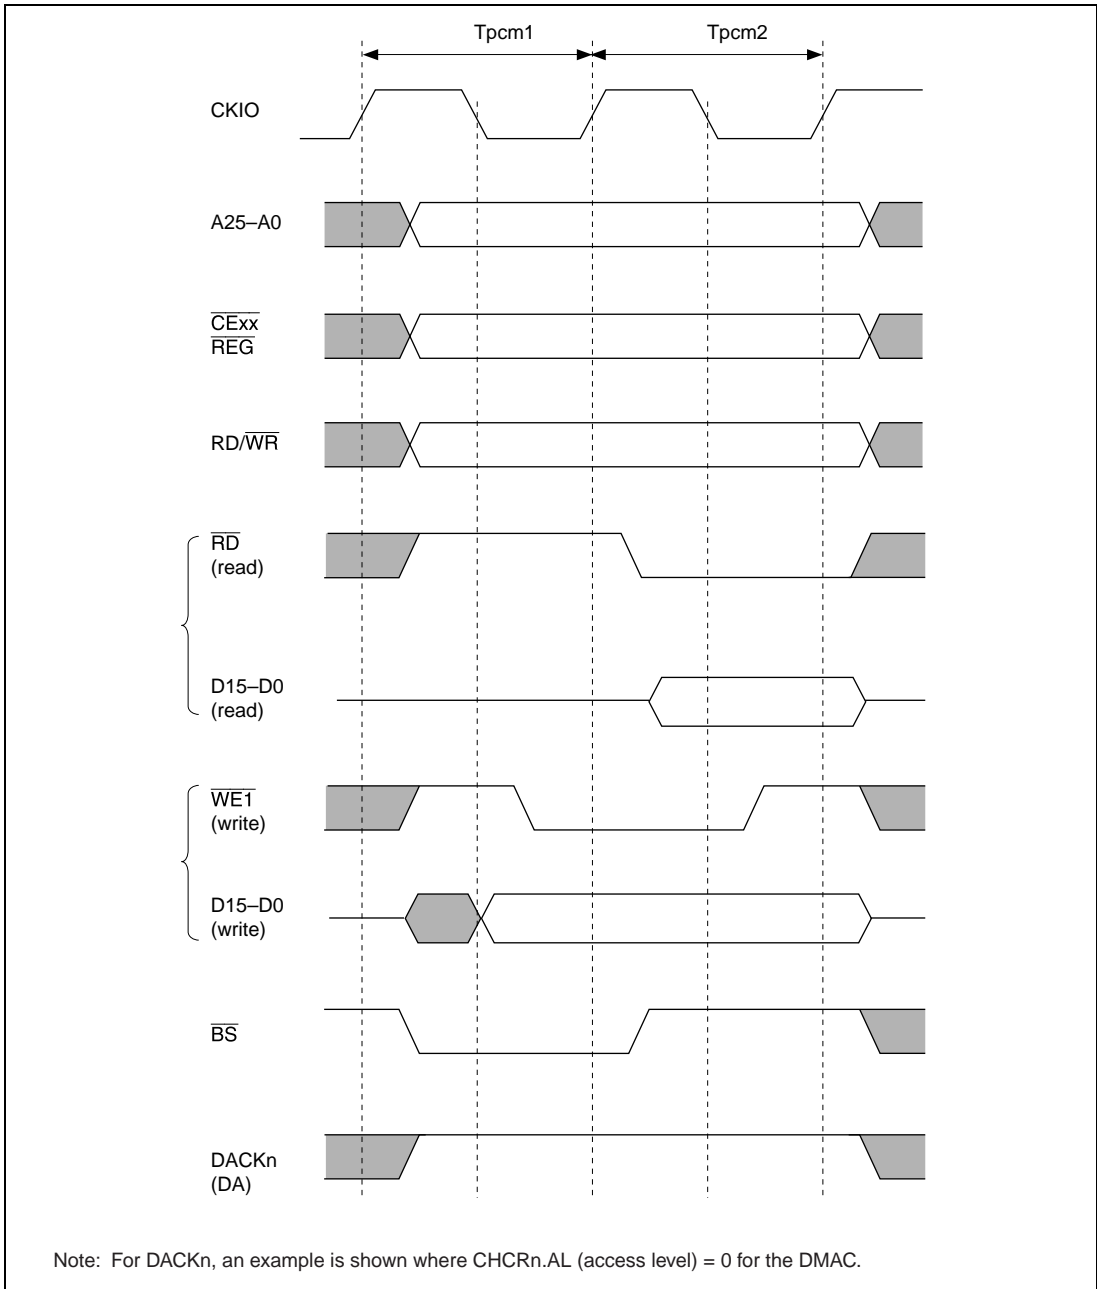 Tpcm1 Tpcm2
CKIO
A25–A0
CExx
REG
RD/WR
RD
(read)
D15–D0
(read)
WE1
(write)
D15–D0
(write)
BS
DACKn
(DA)
Note: For DACKn, an example is shown where CHCRn.AL (access level) = 0 for the DMAC.